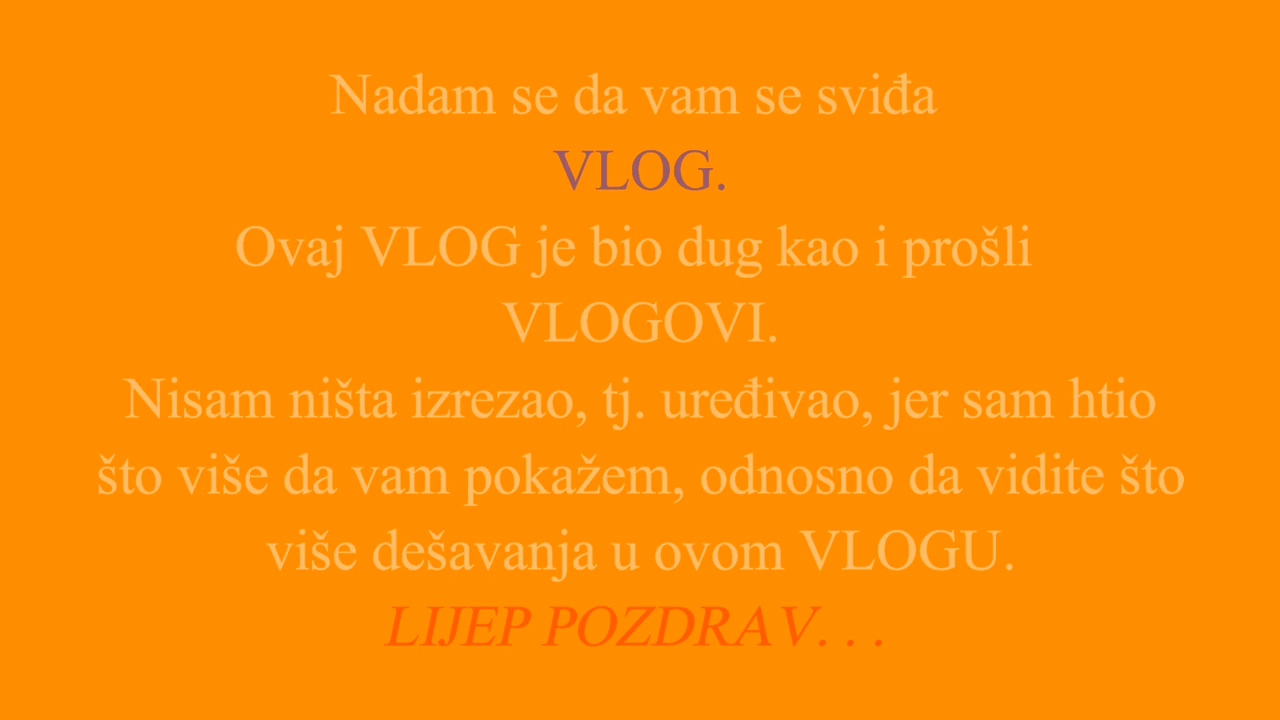 Nadam se da vam se sviđa
VLOG.
Ovaj VLOG je bio dug kao i prošli
VLOGOVI.
Nisam ništa izrezao, tj. uređivao, jer sam htio
što više da vam pokažem, odnosno da vidite što
više dešavanja u ovom VLOGU.
LIJEP POZDRAV. . .